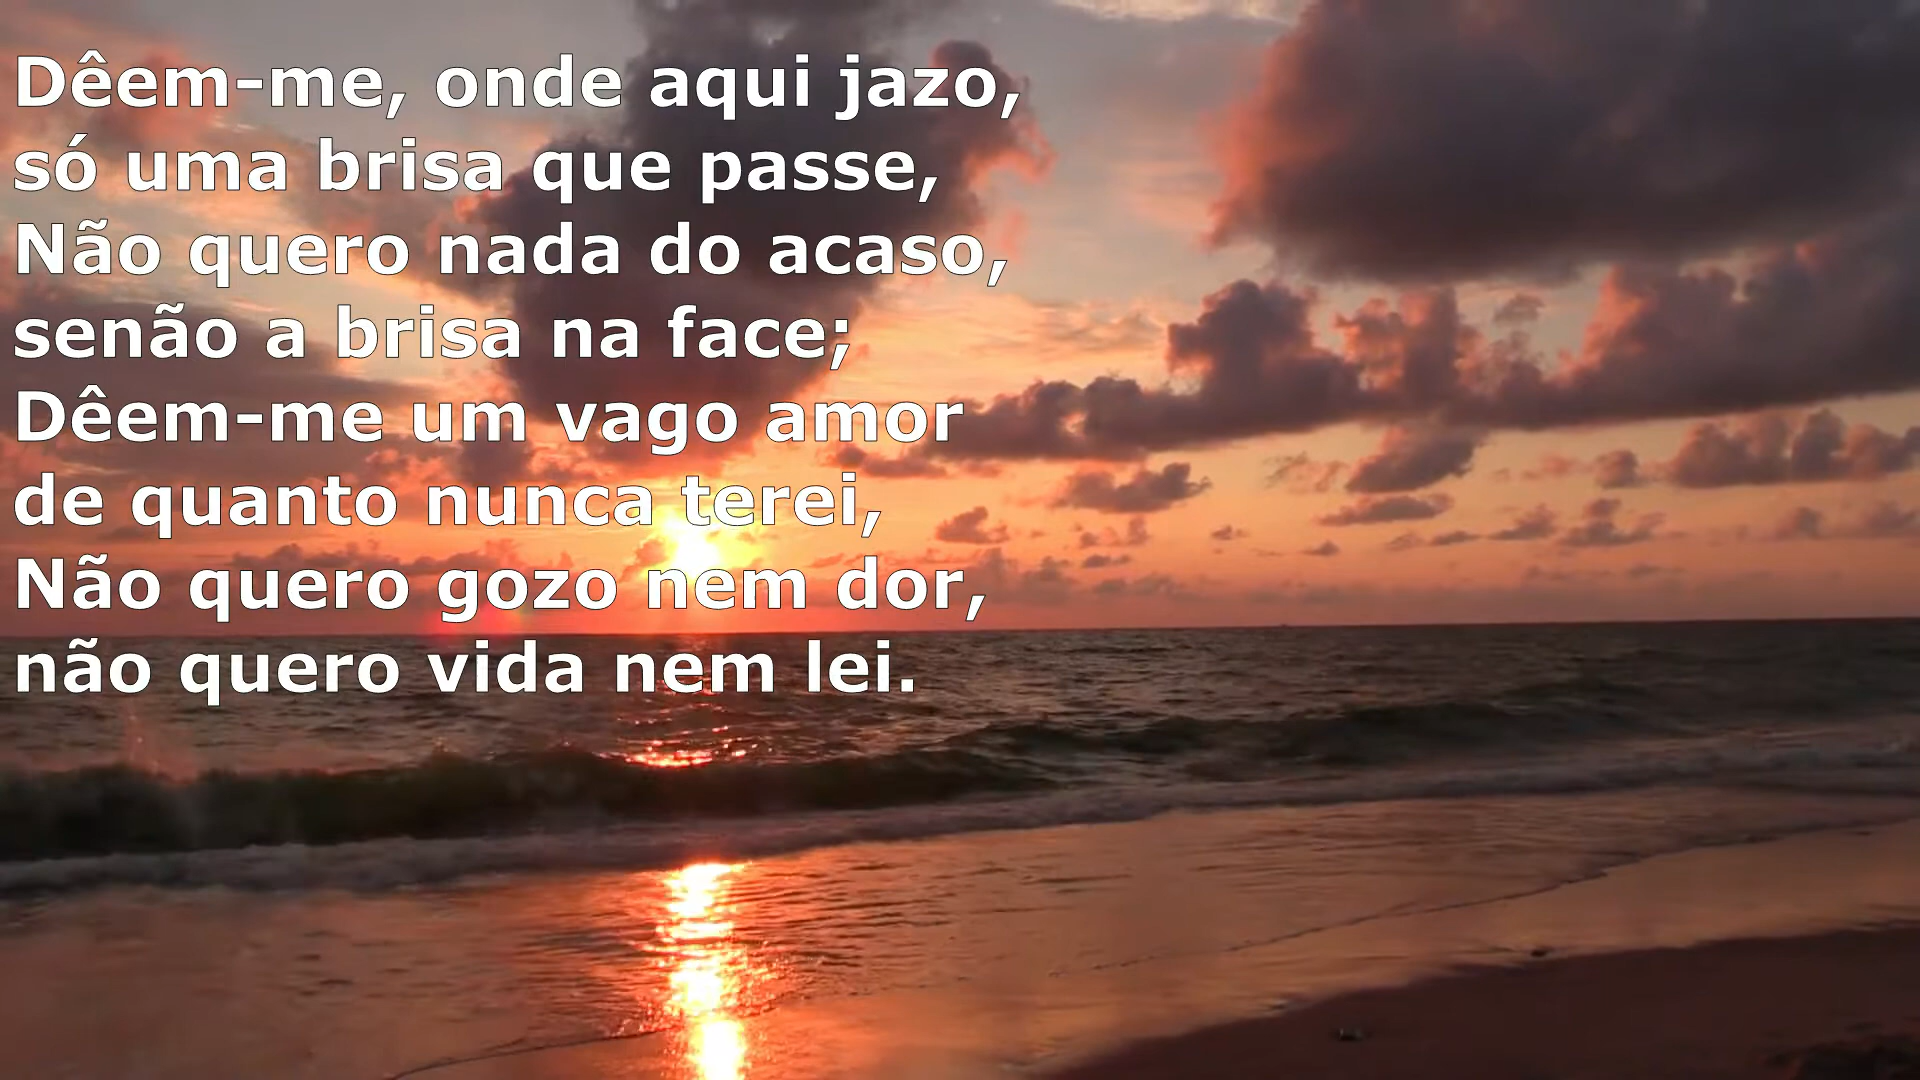 Dêem-me, onde aqui jazo,
só uma brisa que passe,
Não quero nada do acaso,
senão a brisa na face;
Dêem-me um vago amor
de quanto nunca terei,
Não quero gozo nem dor,
não quero vida nem lei.